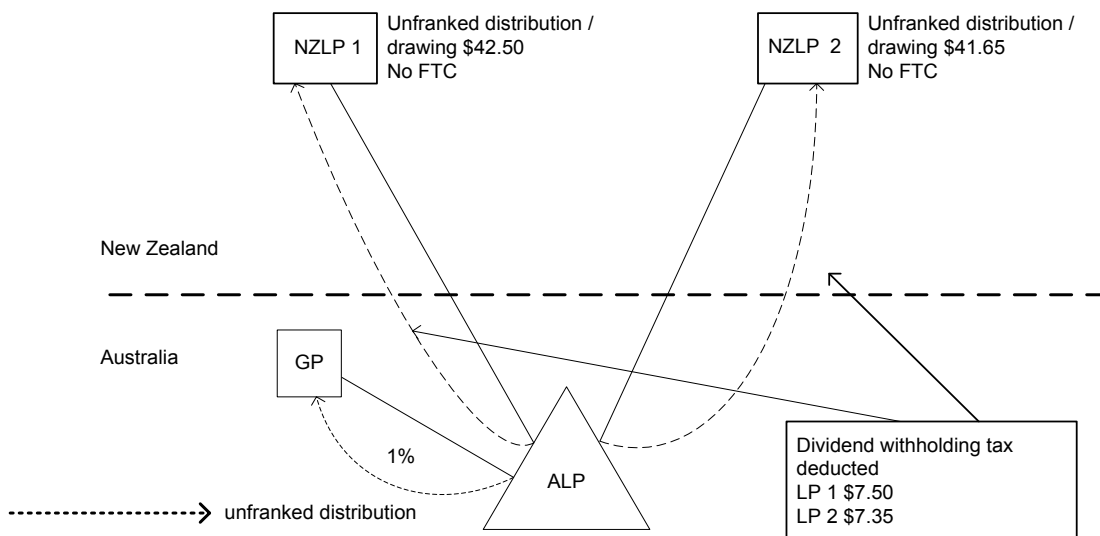 NZLP 1
Unfranked distribution /
drawing $42.50
No FTC
NZLP 2
Unfranked distribution /
drawing $41.65
No FTC
New Zealand
Australia
GP
1%
ALP
Dividend withholding tax
deducted
LP 1 $7.50
LP 2 $7.35
unfranked distribution